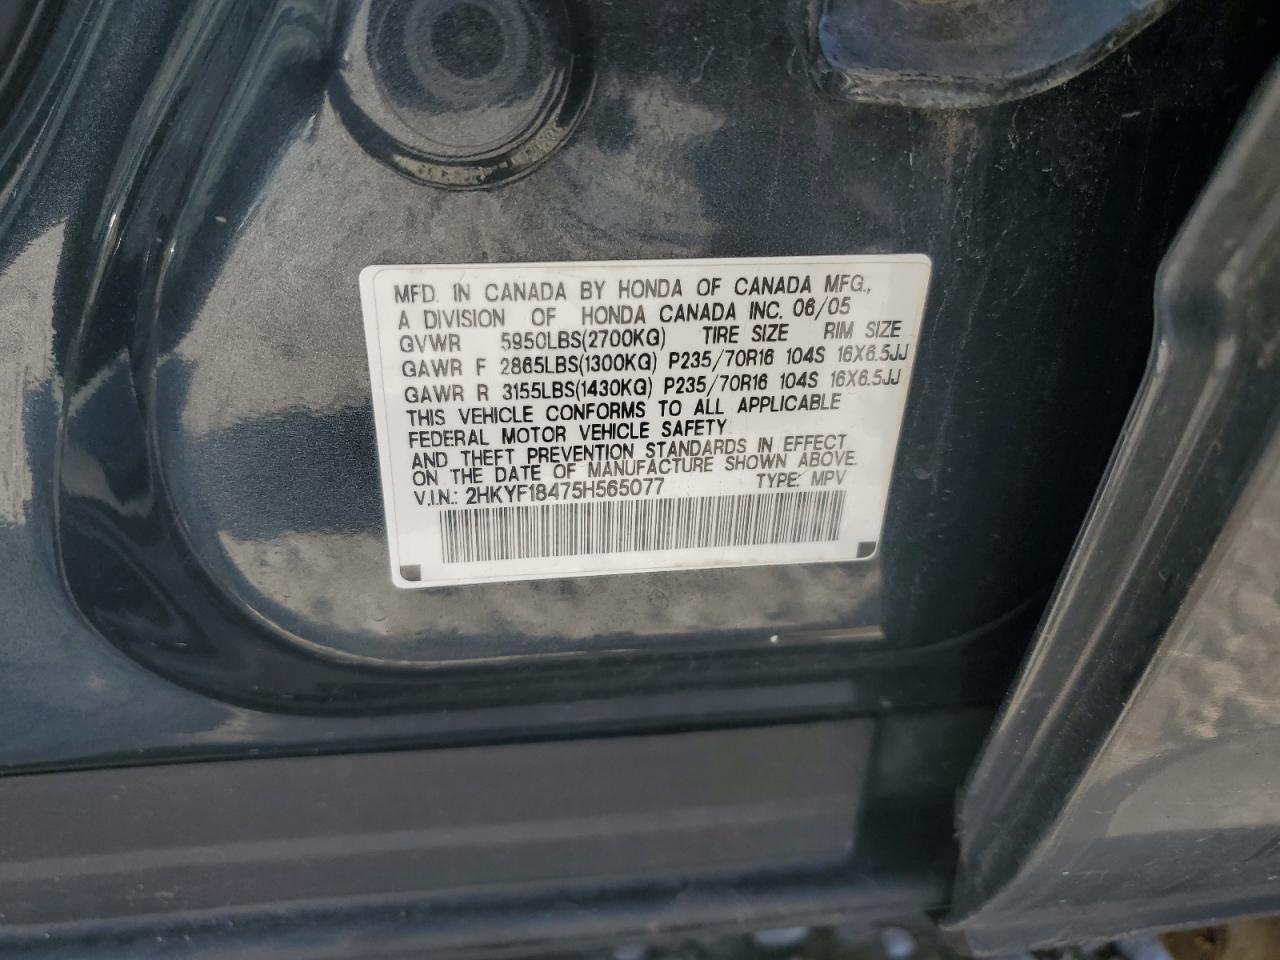 MFD. IN CANADA BY HONDA OF CANADA MFG.,
A DIVISION OF HONDA CANADA INC. 06/05
GVWR 5950LBS(2700KG) TIRE SIZE RIM SIZE
GAWR F 2865LBS(1300KG) P235/70R16 104S 16X6.5JJ
GAWR R 3155LBS(1430KG) P235/70R16 104S 16X6.5JJ
THIS VEHICLE CONFORMS TO ALL APPLICABLE
FEDERAL MOTOR VEHICLE SAFETY
AND THEFT PREVENTION STANDARDS IN EFFECT
ON THE DATE OF MANUFACTURE SHOWN ABOVE.
V.I.N.: 2HKYF18475H565077 TYPE: MPV